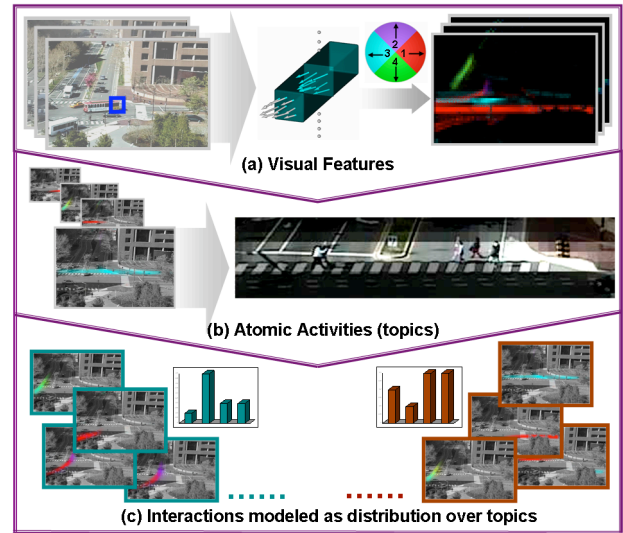 2
3
1
4
(a) Visual Features
(b) Atomic Activities (topics)
(c) Interactions modeled as distribution over topics